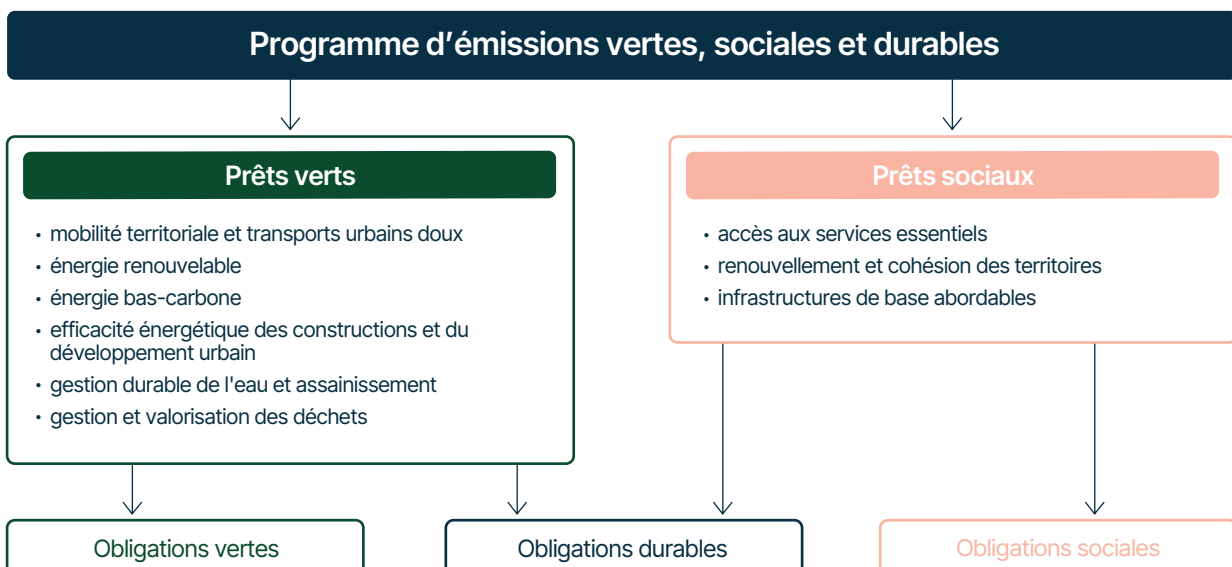 Programme d'émissions vertes, sociales et durables
Prêts verts
• mobilité territoriale et transports urbains doux
• énergie renouvelable
• énergie bas-carbone
• efficacité énergétique des constructions et du
développement urbain
• gestion durable de l'eau et assainissement
• gestion et valorisation des déchets
Prêts sociaux
• accès aux services essentiels
• renouvellement et cohésion des territoires
• infrastructures de base abordables
Obligations vertes
Obligations durables
Obligations sociales